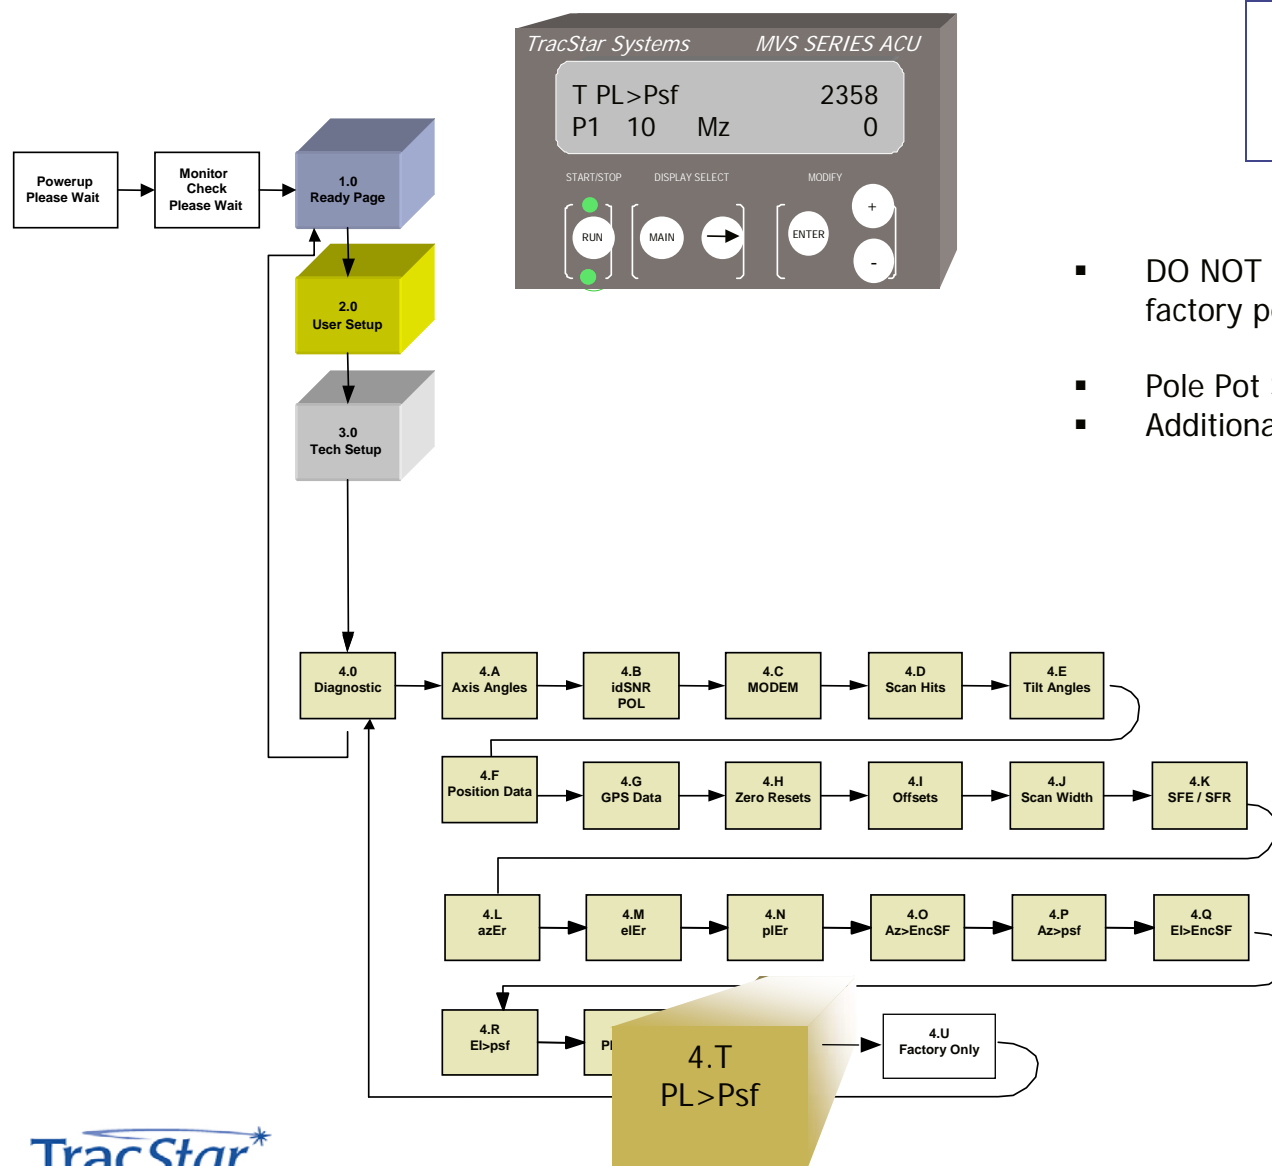 TracStar Systems MVS SERIES ACU
T PL>Psf 2358
P1 10 Mz 0
START/STOP DISPLAY SELECT MODIFY
RUN MAIN ENTER + -
Powerup
Please Wait
Monitor
Check
Please Wait
1.0
Ready Page
2.0
User Setup
3.0
Tech Setup
▪ DO NOT
factory
▪ Pole Pot
▪
4.0
Diagnostic
4.A
Axis Angles
4.B
idSNR
POL
4.C
MODEM
4.D
Scan Hits
4.E
Tilt Angles
4.F
Position Data
4.G
GPS Data
4.H
Zero Resets
4.I
Offsets
4.J
Scan Width
4.K
SFE / SFR
4.L
azEr
4.M
elEr
4.N
plEr
4.O
Az>EncSF
4.P
Az>psf
4.Q
El>EncSF
4.R
El>psf
4.T
PL>Psf
4.U
Factory Only
TracStar